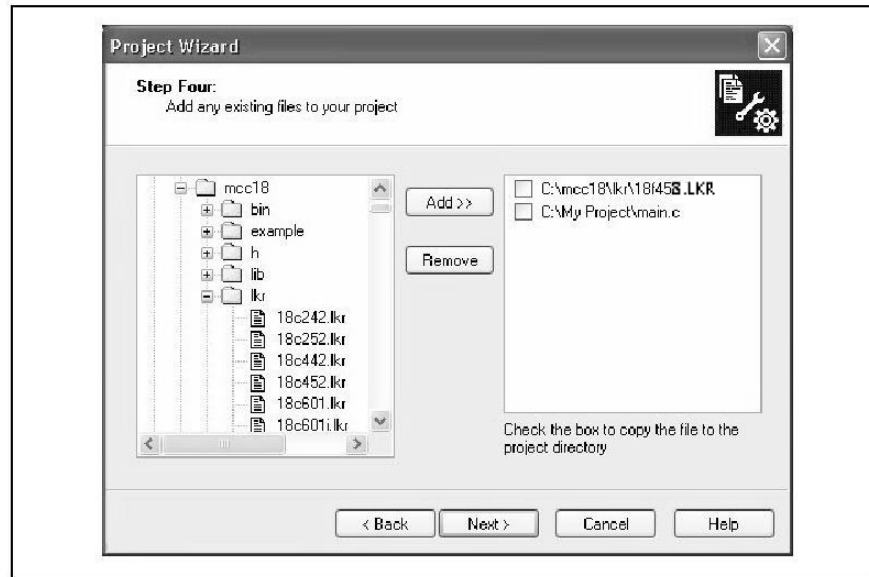 Project Wizard
Step Four:
Add any existing files to your project
mcc18
bin
example
h
lib
lkr
18c242.lkr
18c252.lkr
18c442.lkr
18c452.lkr
18c601.lkr
18c601i.lkr
Add >>
Remove
C:\mcc18\lkr\18f458.LKR
C:\My Project\main.c
Check the box to copy the file to the
project directory
< Back
Next >
Cancel
Help